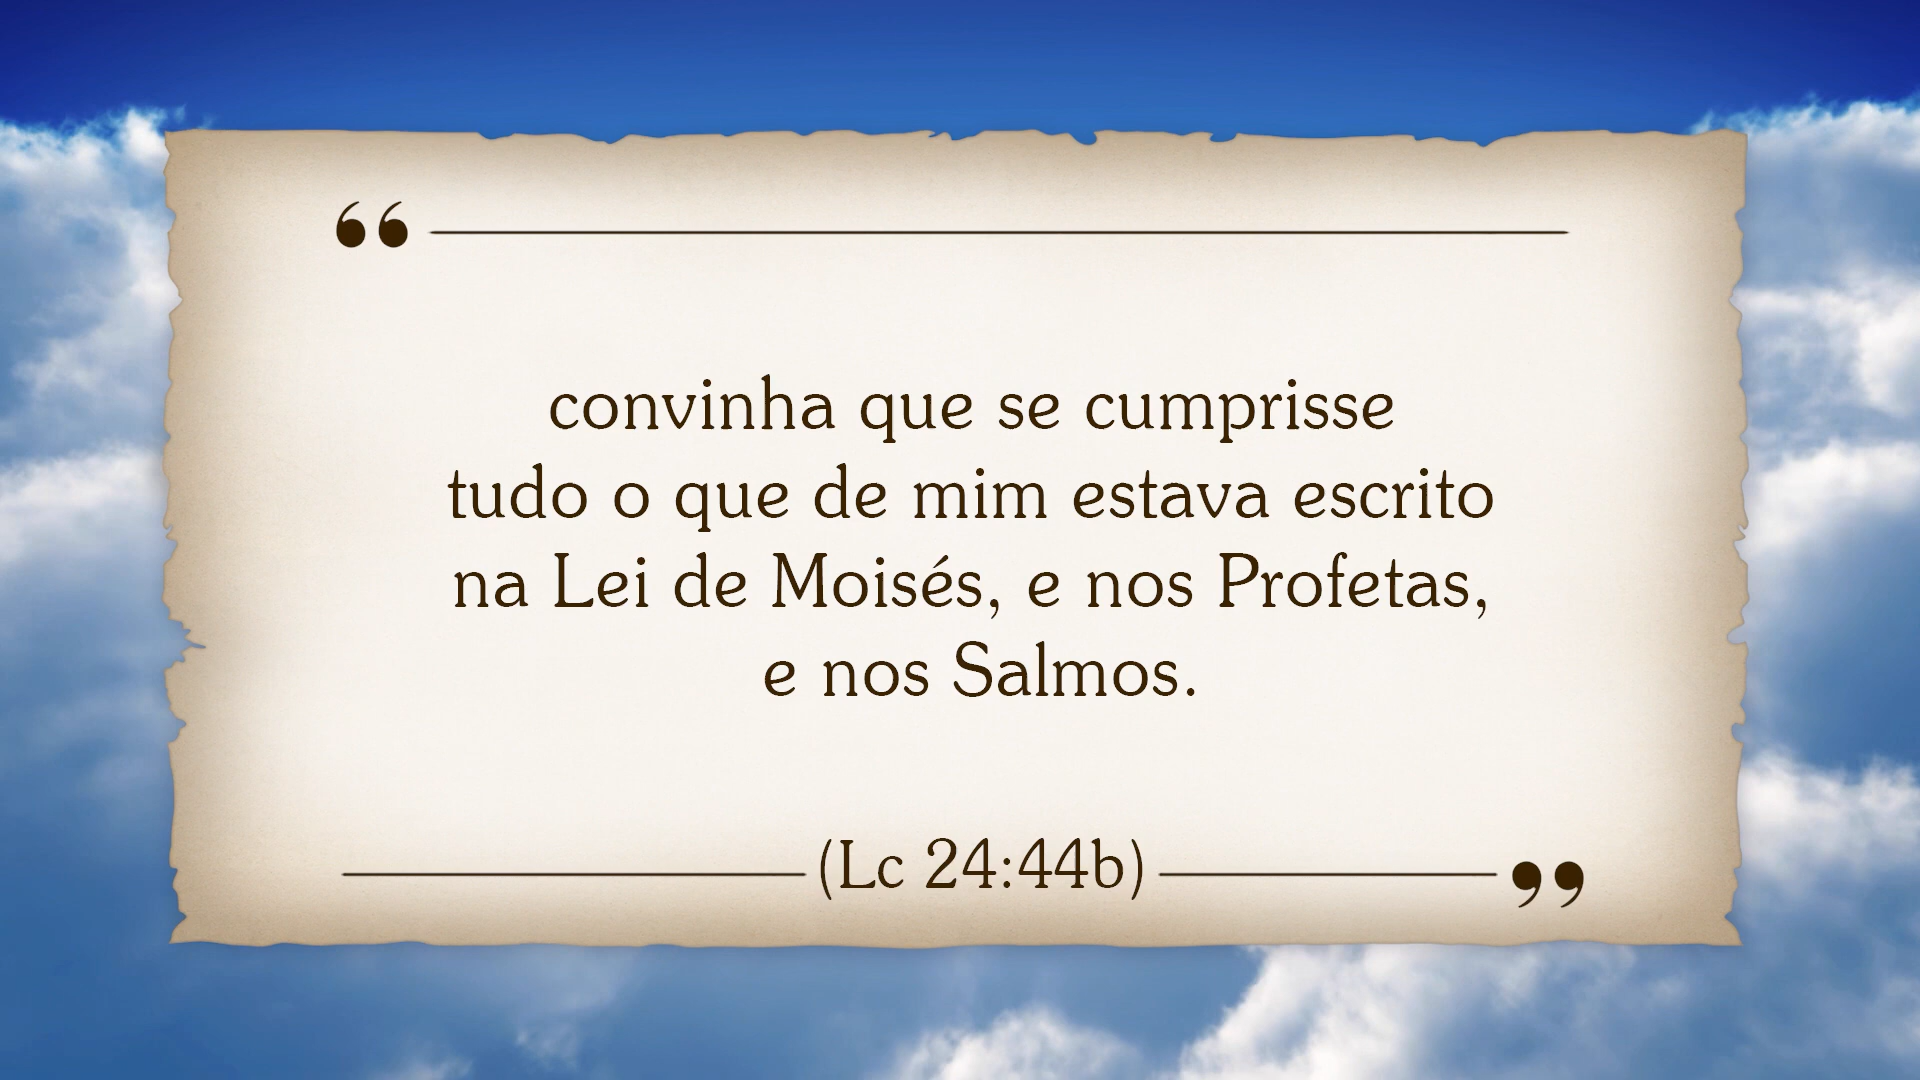 “
convinha que se cumprisse
tudo o que de mim estava escrito
na Lei de Moisés, e nos Profetas,
e nos Salmos.
(Lc 24:44b) ”